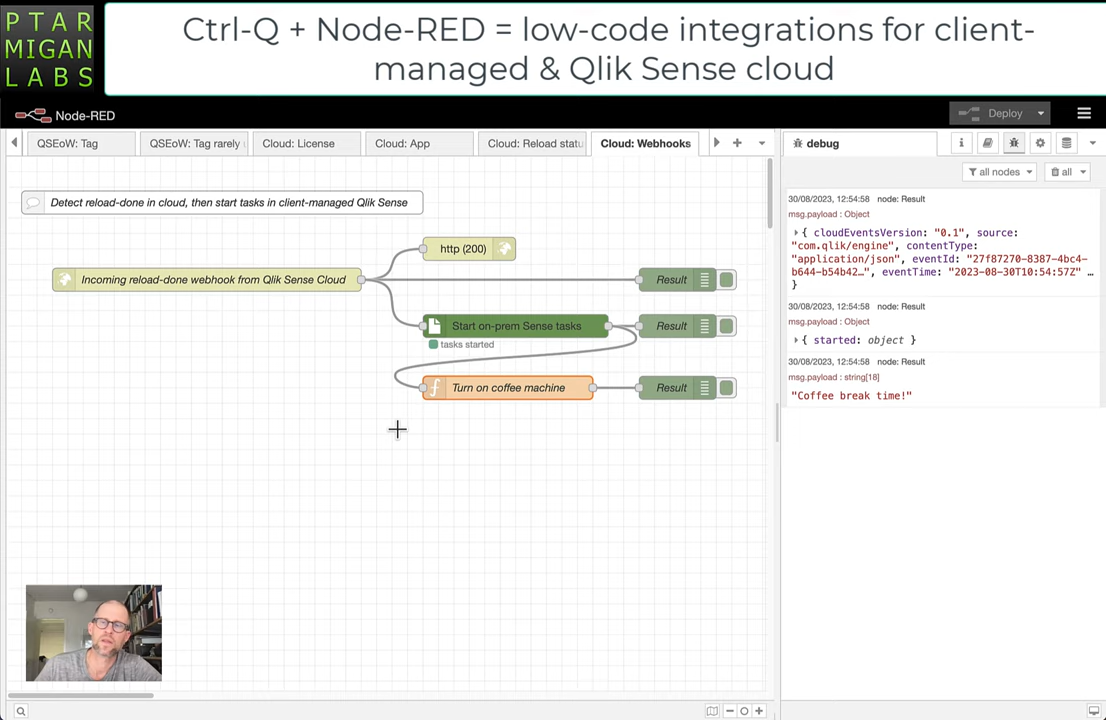 PTAR
MIGAN
LABS
Ctrl-Q + Node-RED = low-code integrations for client-
managed & Qlik Sense cloud
Node-RED
Deploy
QSEoW: Tag
QSEoW: Tag rarely
Cloud: License
Cloud: App
Cloud: Reload statu
Cloud: Webhooks
debug
all nodes
all
Detect reload-done in cloud, then start tasks in client-managed Qlik Sense
http (200)
Incoming reload-done webhook from Qlik Sense Cloud
Result
Start on-prem Sense tasks
Result
tasks started
Turn on coffee machine
Result
30/08/2023, 12:54:58 node: Result
msg.payload : Object
{ cloudEventsVersion: "0.1", source:
"com.qlik/engine", contentType:
"application/json", eventId: "27f87270-8387-4bc4-
b644-b54b42…", eventTime: "2023-08-30T10:54:57Z" …
}
30/08/2023, 12:54:58 node: Result
msg.payload : Object
{ started: object }
30/08/2023, 12:54:58 node: Result
msg.payload : string[18]
"Coffee break time!"